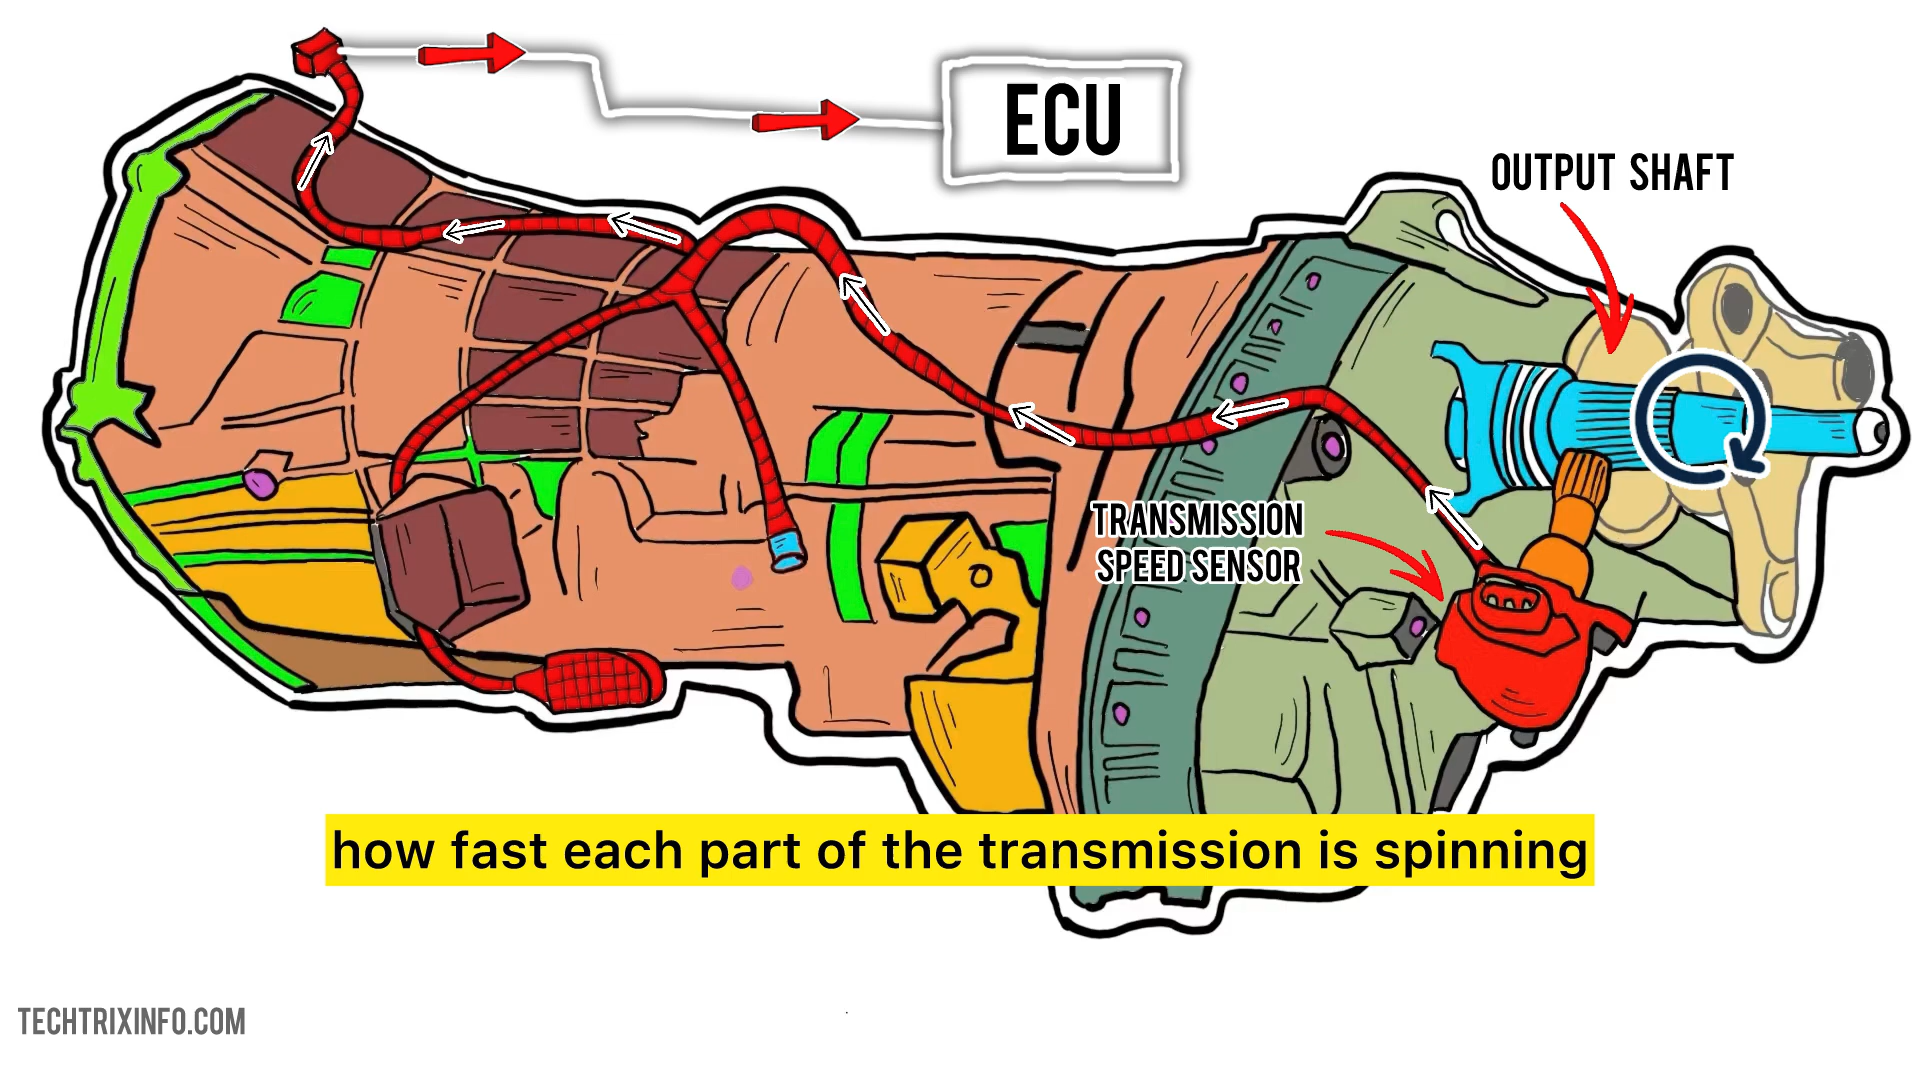 ECU
OUTPUT SHAFT
TRANSMISSION
SPEED SENSOR
how fast each part of the transmission is spinning
TECHTRIXINFO.COM